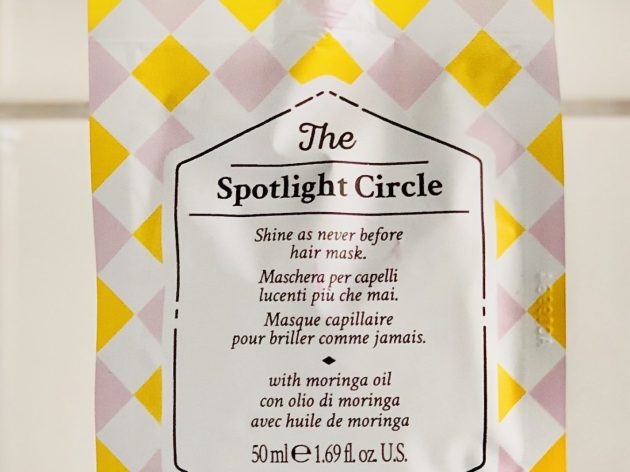 The
Spotlight Circle
Shine as never before
hair mask.
Maschera per capelli
lucenti più che mai.
Masque capillaire
pour briller comme jamais.
with moringa oil
con olio di moringa
avec huile de moringa
50 ml ℮ 1.69 fl. oz. U.S.